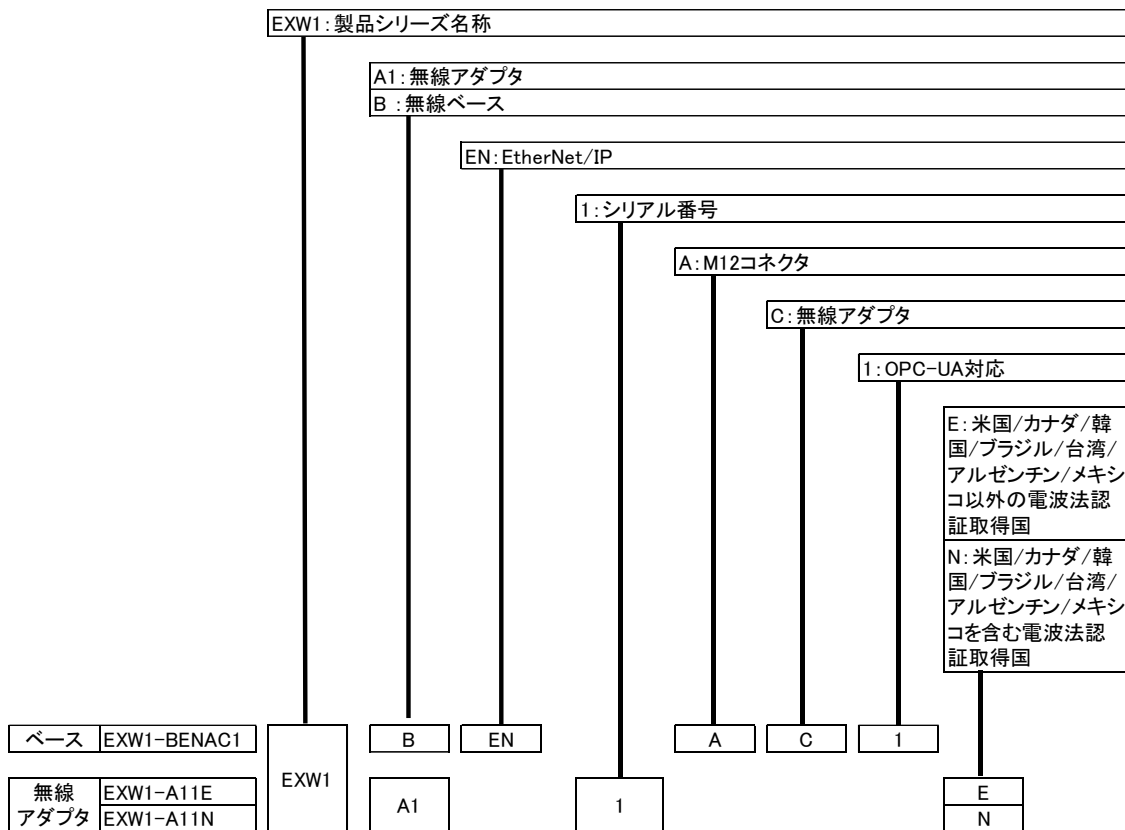 EXW1:製品シリーズ名称
A1:無線アダプタ
B :無線ベース
EN:EtherNet/IP
1:シリアル番号
A:M12コネクタ
C:無線アダプタ
1:OPC-UA対応
E:米国/カナダ/韓
国/ブラジル/台湾/
アルゼンチン/メキシ
コ以外の電波法認
証取得国
N:米国/カナダ/韓
国/ブラジル/台湾/
アルゼンチン/メキシ
コを含む電波法認
証取得国
ベース EXW1-BENAC1 EXW1 B EN A C 1
無線
アダプタ
EXW1-A11E
EXW1-A11N
A1
1
E
N